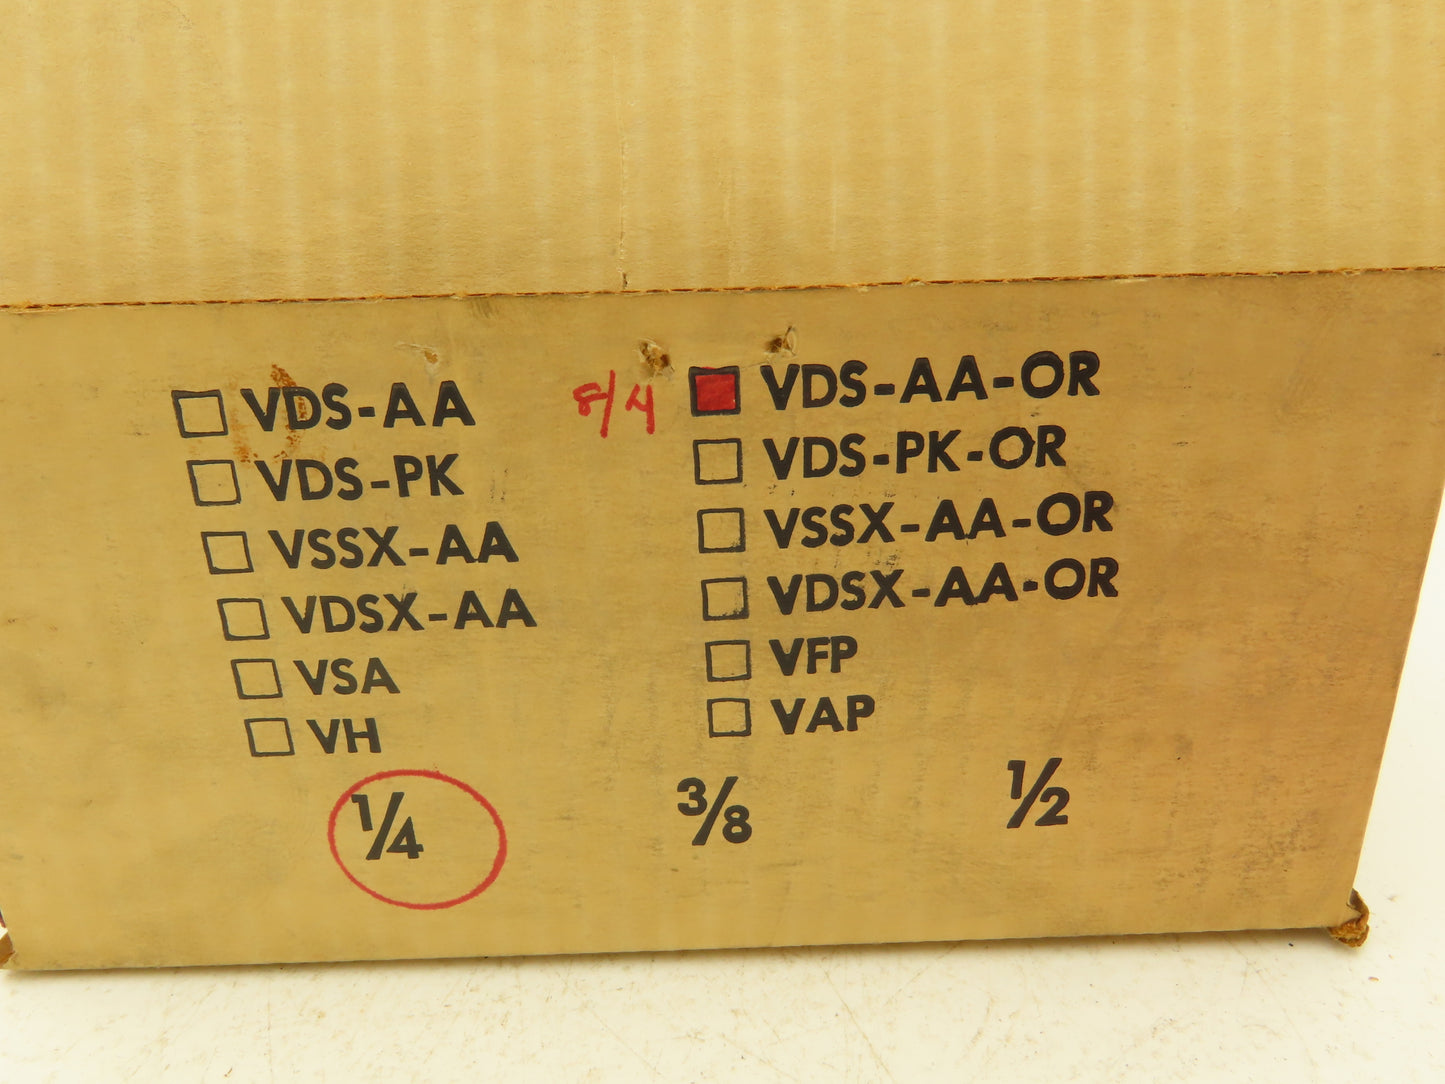 VDS-AA
VDS-PK
VSSX-AA
VDSX-AA
VSA
VH
8/4 VDS-AA-OR
VDS-PK-OR
VSSX-AA-OR
VDSX-AA-OR
VFP
VAP
1/4 3/8 1/2